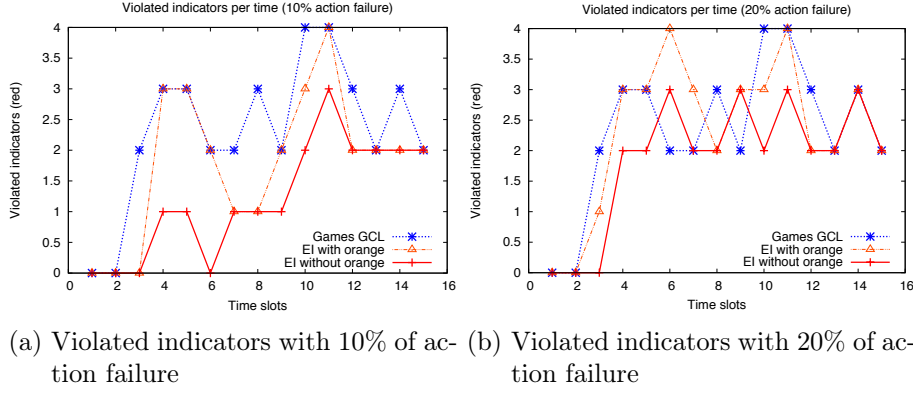 Violated indicators per time (10% action failure)
4
3.5
3
2.5
2
1.5
1
0.5
0
Violated indicators (red)
Games GCL
EI with orange
EI without orange
0 2 4 6 8 10 12 14 16
Time slots
(a) Violated indicators with 10% of ac-
tion failure
Violated indicators per time (20% action failure)
4
3.5
3
2.5
2
1.5
1
0.5
0
Violated indicators (red)
Games GCL
EI with orange
EI without orange
0 2 4 6 8 10 12 14 16
Time slots
(b) Violated indicators with 20% of ac-
tion failure